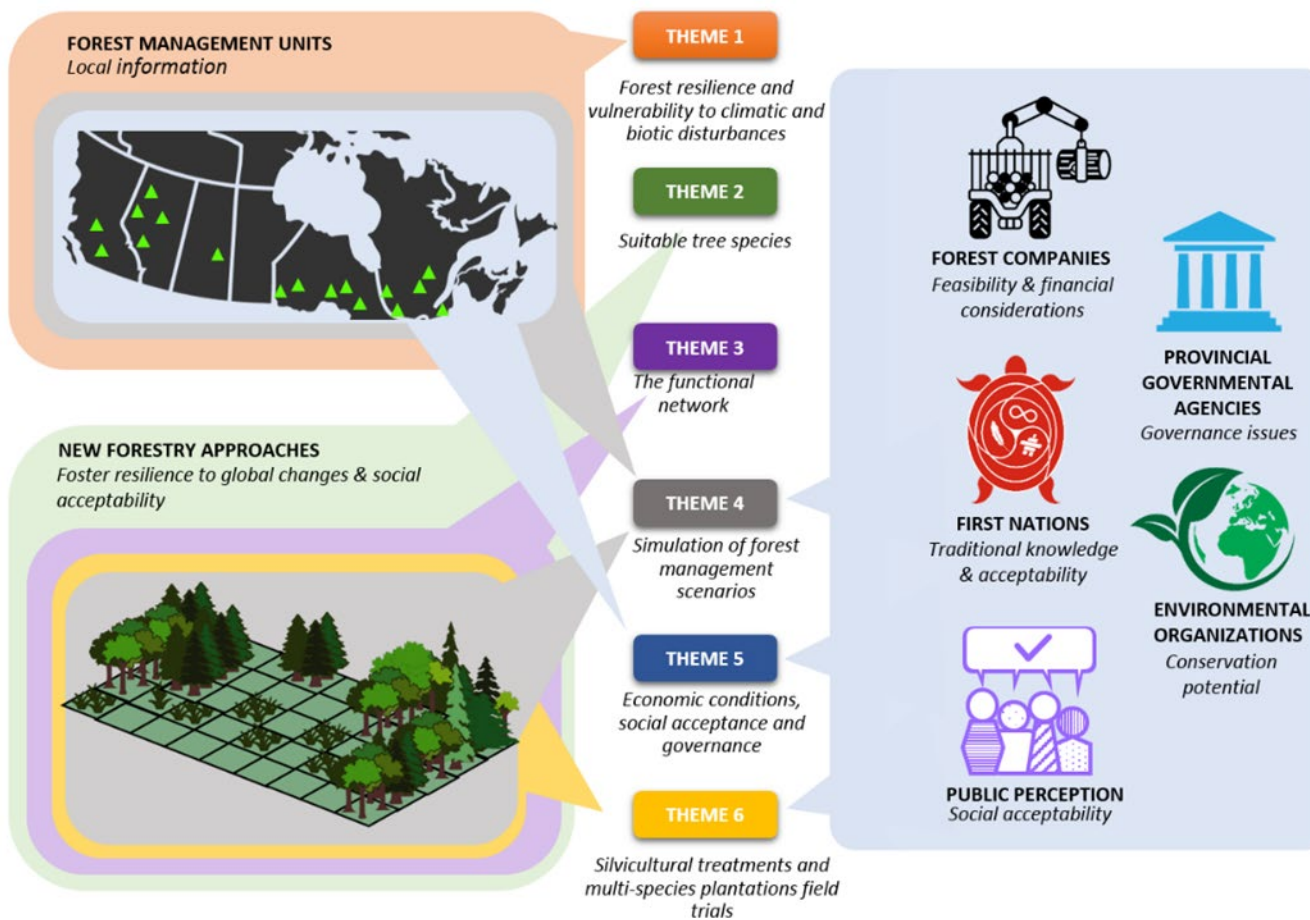 FOREST MANAGEMENT UNITS
Local information
NEW FORESTRY APPROACHES
Foster resilience to global changes & social
acceptability
THEME 1
Forest resilience and
vulnerability to climatic and
biotic disturbances
THEME 2
Suitable tree species
THEME 3
The functional
network
THEME 4
Simulation of forest
management
scenarios
THEME 5
Economic conditions,
social acceptance and
governance
THEME 6
Silvicultural treatments and
multi-species plantations field
trials
FOREST COMPANIES
Feasibility & financial
considerations
PROVINCIAL
GOVERNMENTAL
AGENCIES
Governance issues
FIRST NATIONS
Traditional knowledge
& acceptability
ENVIRONMENTAL
ORGANIZATIONS
Conservation
potential
PUBLIC PERCEPTION
Social acceptability